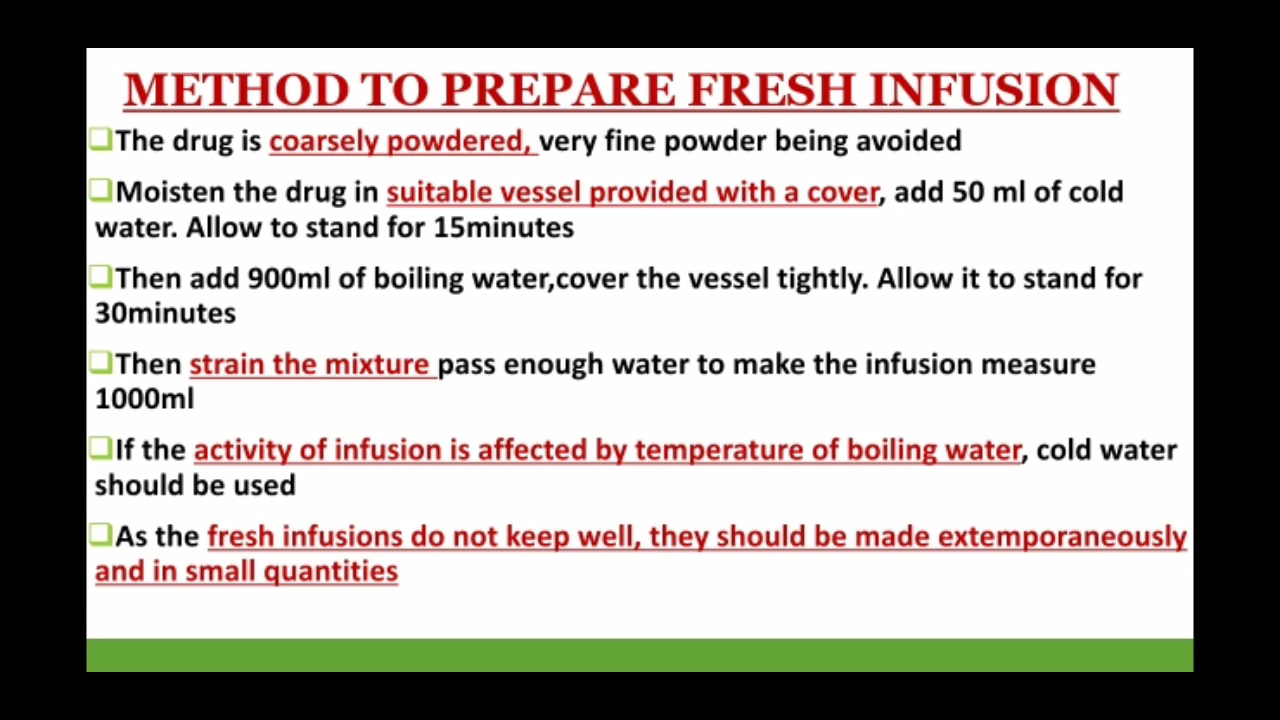 METHOD TO PREPARE FRESH INFUSION
The drug is coarsely powdered, very fine powder being avoided
Moisten the drug in suitable vessel provided with a cover, add 50 ml of cold
water. Allow to stand for 15minutes
Then add 900ml of boiling water,cover the vessel tightly. Allow it to stand for
30minutes
Then strain the mixture pass enough water to make the infusion measure
1000ml
If the activity of infusion is affected by temperature of boiling water, cold water
should be used
As the fresh infusions do not keep well, they should be made extemporaneously
and in small quantities